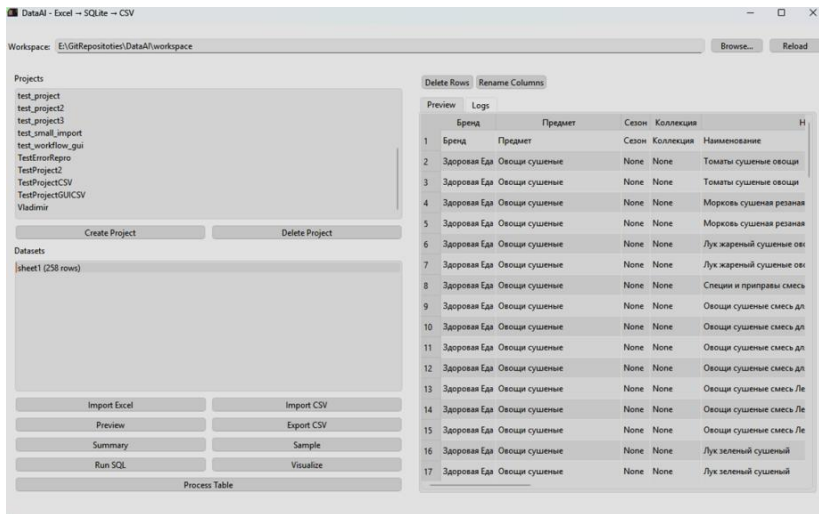 DataAI - Excel → SQLite → CSV
Workspace: E:\GitRepositoties\DataAI\workspace Browse... Reload
Projects
test_project
test_project2
test_project3
test_small_import
test_workflow_gui
TestErrorRepro
TestProject2
TestProjectCSV
TestProjectGUICSV
Vladimir
Create Project Delete Project
Datasets
sheet1 (258 rows)
Import Excel Import CSV
Preview Export CSV
Summary Sample
Run SQL Visualize
Process Table
Delete Rows Rename Columns
Preview Logs
Бренд Предмет Сезон Коллекция Н
1 Бренд Предмет Сезон Коллекция Наименование
2 Здоровая Еда Овощи сушеные None None Томаты сушеные овощи
3 Здоровая Еда Овощи сушеные None None Томаты сушеные овощи
4 Здоровая Еда Овощи сушеные None None Морковь сушеная резаная
5 Здоровая Еда Овощи сушеные None None Морковь сушеная резаная
6 Здоровая Еда Овощи сушеные None None Лук жареный сушеные ов
7 Здоровая Еда Овощи сушеные None None Лук жареный сушеные ов
8 Здоровая Еда Овощи сушеные None None Специи и приправы смесь
9 Здоровая Еда Овощи сушеные None None Овощи сушеные смесь дл
10 Здоровая Еда Овощи сушеные None None Овощи сушеные смесь дл
11 Здоровая Еда Овощи сушеные None None Овощи сушеные смесь дл
12 Здоровая Еда Овощи сушеные None None Овощи сушеные смесь дл
13 Здоровая Еда Овощи сушеные None None Овощи сушеные смесь Ле
14 Здоровая Еда Овощи сушеные None None Овощи сушеные смесь Ле
15 Здоровая Еда Овощи сушеные None None Овощи сушеные смесь Ле
16 Здоровая Еда Овощи сушеные None None Лук зеленый сушеный
17 Здоровая Еда Овощи сушеные None None Лук зеленый сушеный